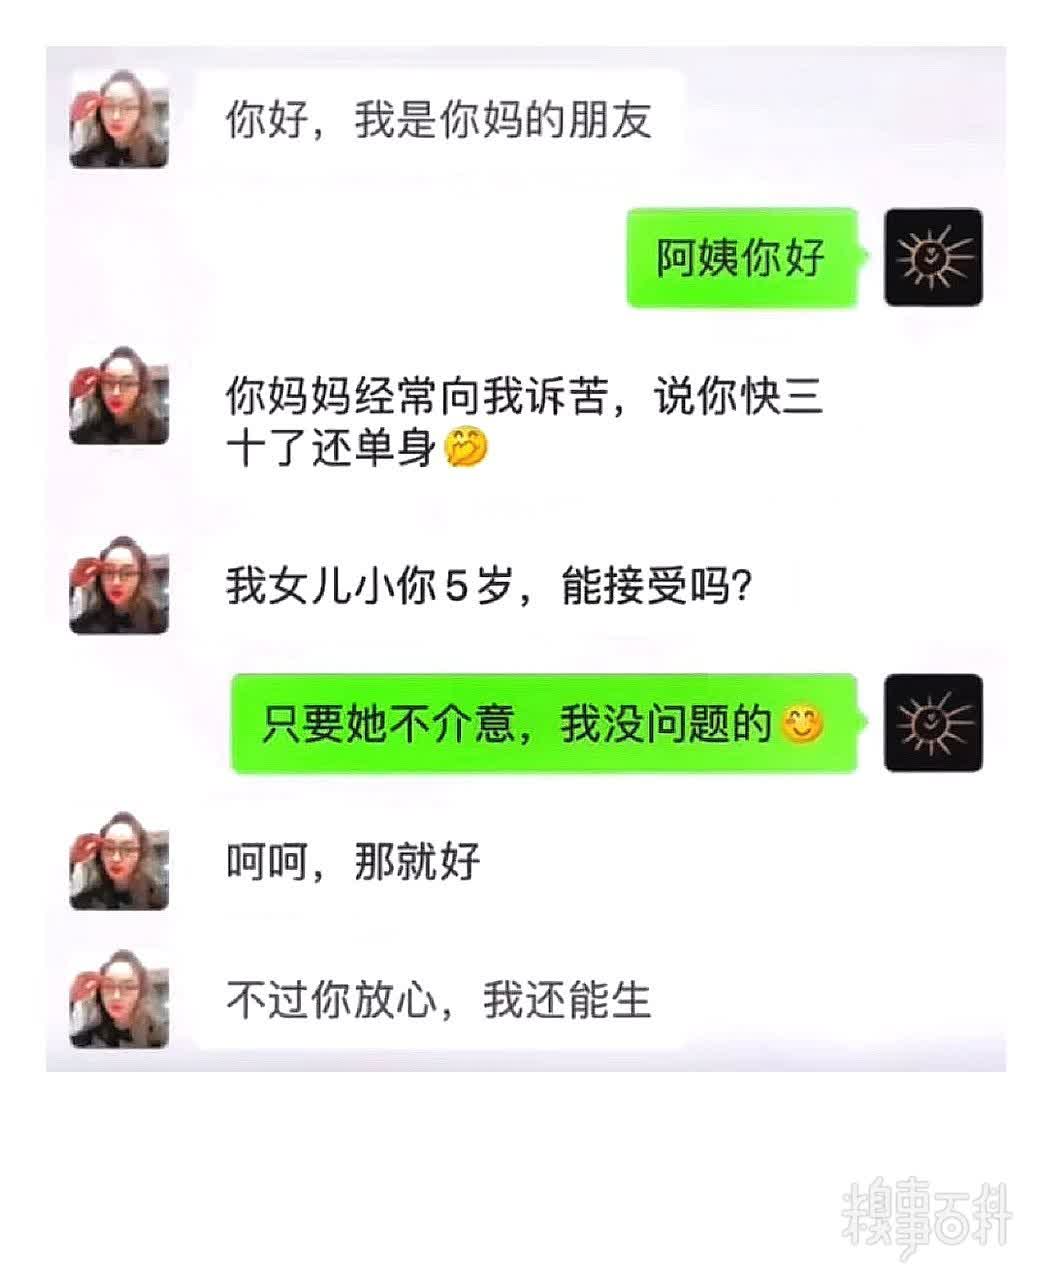 你好，我是你妈的朋友
阿姨你好
你妈妈经常向我诉苦，说你快三
十了还单身
我女儿小你5岁，能接受吗？
只要她不介意，我没问题的
呵呵，那就好
不过你放心，我还能生
糗事百科